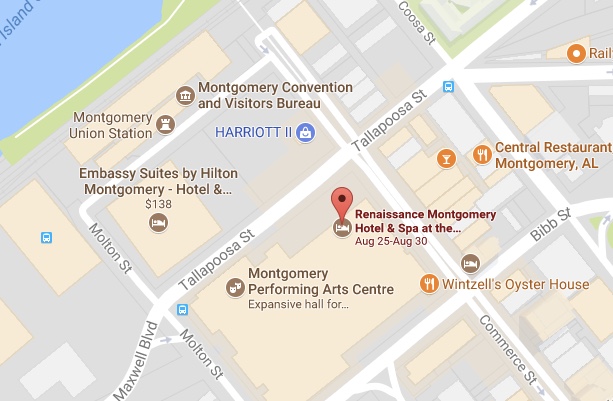 Island
Coosa St
Rail
Montgomery Convention
and Visitors Bureau
Montgomery
Union Station
HARRIOTT II
Tallapoosa St
Central Restaurant
Montgomery, AL
Embassy Suites by Hilton
Montgomery - Hotel &...
$138
Renaissance Montgomery
Hotel & Spa at the...
Aug 25-Aug 30
Bibb St
Molton St
Tallapoosa St
Montgomery
Performing Arts Centre
Expansive hall for...
Wintzell's Oyster House
Maxwell Blvd
Molton St
Commerce St